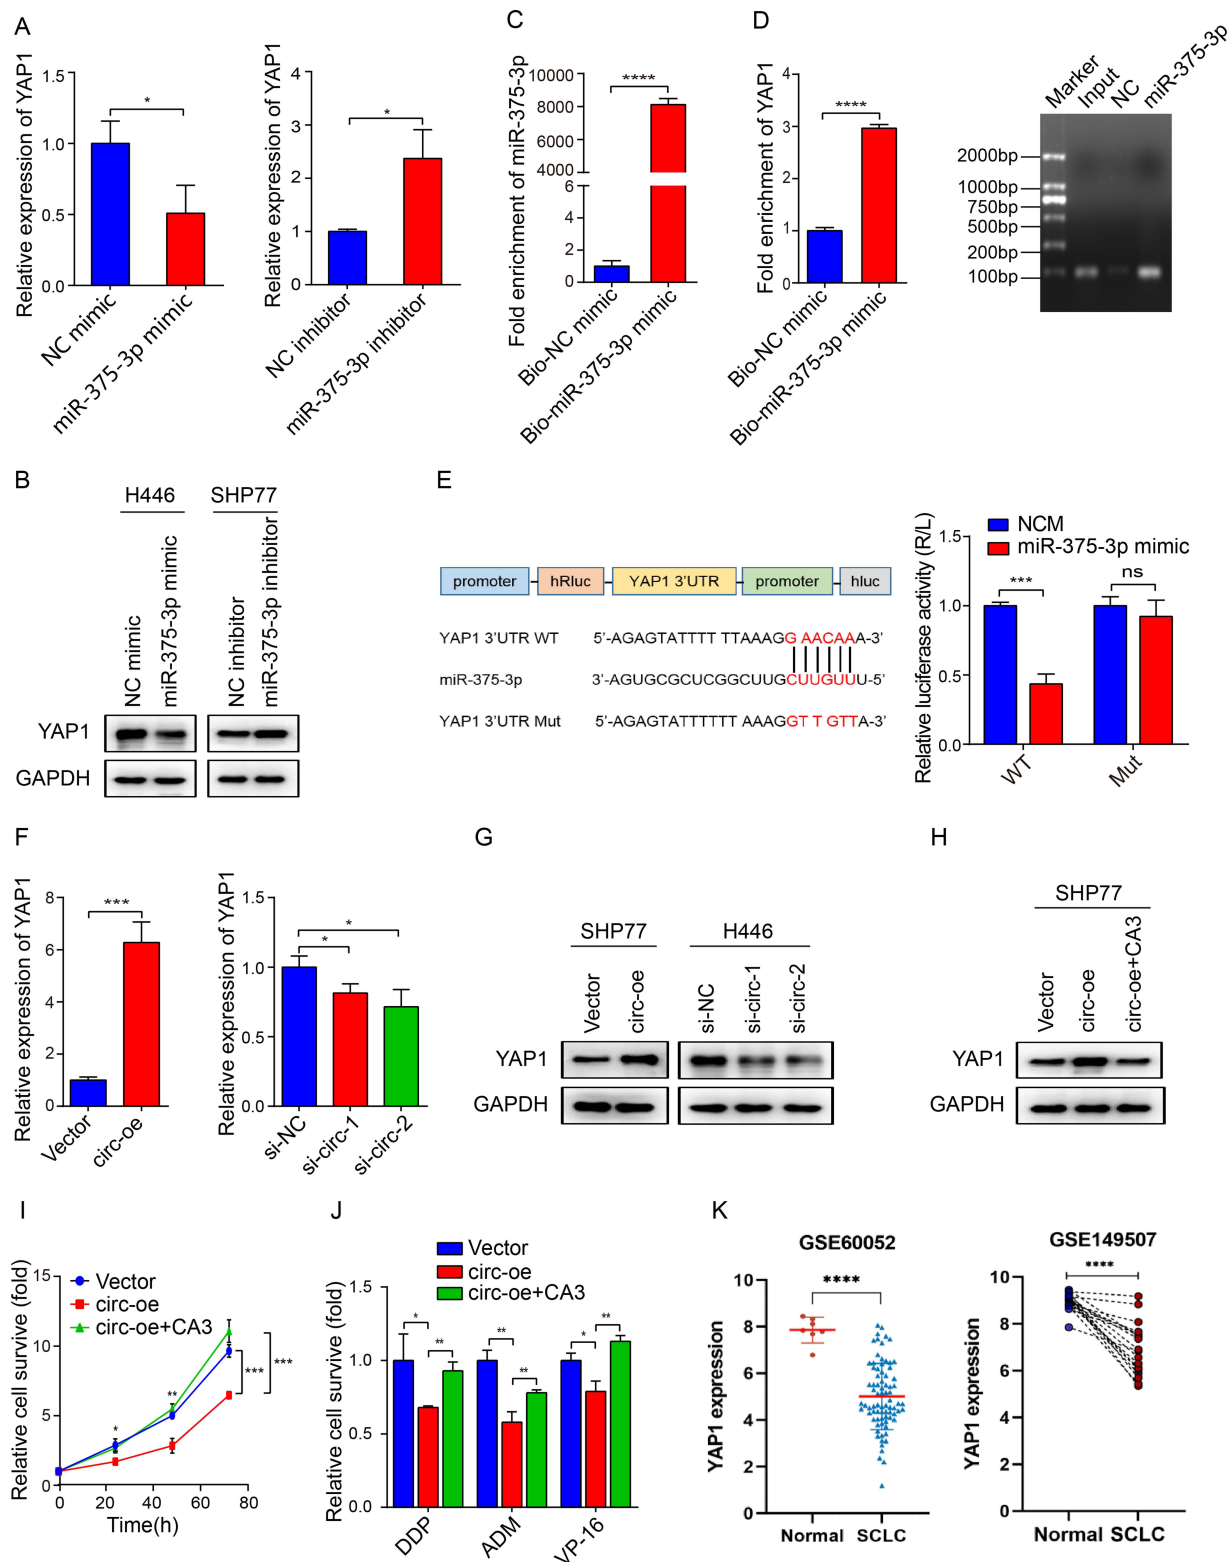 A
Relative expression of YAP1
1.5
1.0
0.5
0.0
*
NC mimic
miR-375-3p mimic
Relative expression of YAP1
4
3
2
1
0
*
NC inhibitor
miR-375-3p inhibitor
C
Fold enrichment of miR-375-3p
10000
8000
6000
4000
6
4
2
0
****
Bio-NC mimic
Bio-miR-375-3p mimic
D
Fold enrichment of YAP1
4
3
2
1
0
****
Bio-NC mimic
Bio-miR-375-3p mimic
Marker
Input
NC
miR-375-3p
2000bp
1000bp
750bp
500bp
200bp
100bp
B
H446
SHP77
NC mimic
miR-375-3p mimic
NC inhibitor
miR-375-3p inhibitor
YAP1
GAPDH
E
promoter
hRluc
YAP1 3'UTR
promoter
hluc
YAP1 3'UTR WT 5'-AGAGTATTTT TTAAAGG AACAAA-3'
miR-375-3p 3'-AGUGCGCUCGGCUUGCUUGUUU-5'
YAP1 3'UTR Mut 5'-AGAGTATTTTTT AAAGGT T GTTA-3'
Relative luciferase activity (R/L)
NCM
miR-375-3p mimic
1.5
1.0
0.5
0.0
***
ns
WT
Mut
F
Relative expression of YAP1
8
6
4
2
0
***
Vector
circ-oe
Relative expression of YAP1
1.5
1.0
0.5
0.0
*
*
si-NC
si-circ-1
si-circ-2
G
SHP77
H446
Vector
circ-oe
si-NC
si-circ-1
si-circ-2
YAP1
GAPDH
H
SHP77
Vector
circ-oe
circ-oe+CA3
YAP1
GAPDH
I
Relative cell survive (fold)
15
10
5
0
Vector
circ-oe
circ-oe+CA3
*
**
***
***
0 20 40 60 80
Time(h)
J
Vector
circ-oe
circ-oe+CA3
Relative cell survive (fold)
1.5
1.0
0.5
0.0
*
**
**
**
*
**
DDP
ADM
VP-16
K
GSE60052
YAP1 expression
10
8
6
4
2
0
****
Normal SCLC
GSE149507
YAP1 expression
10
8
6
4
2
0
****
Normal SCLC